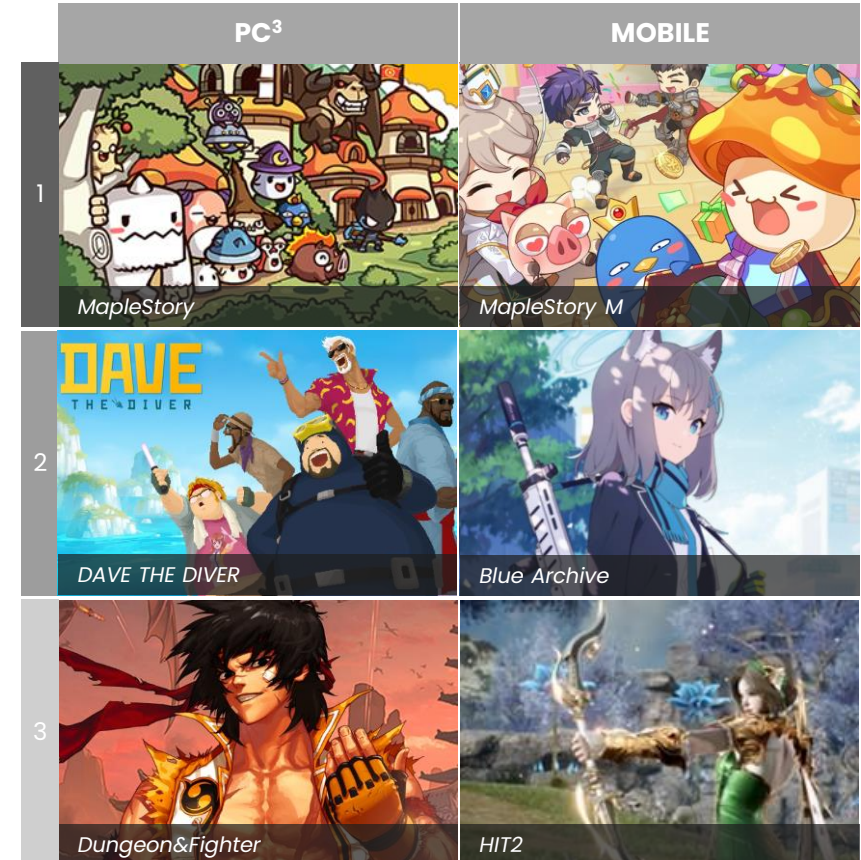 PC³
MOBILE
1
MapleStory
MapleStory M
2
DAVE
THE DIVER
DAVE THE DIVER
Blue Archive
3
Dungeon&Fighter
HIT2